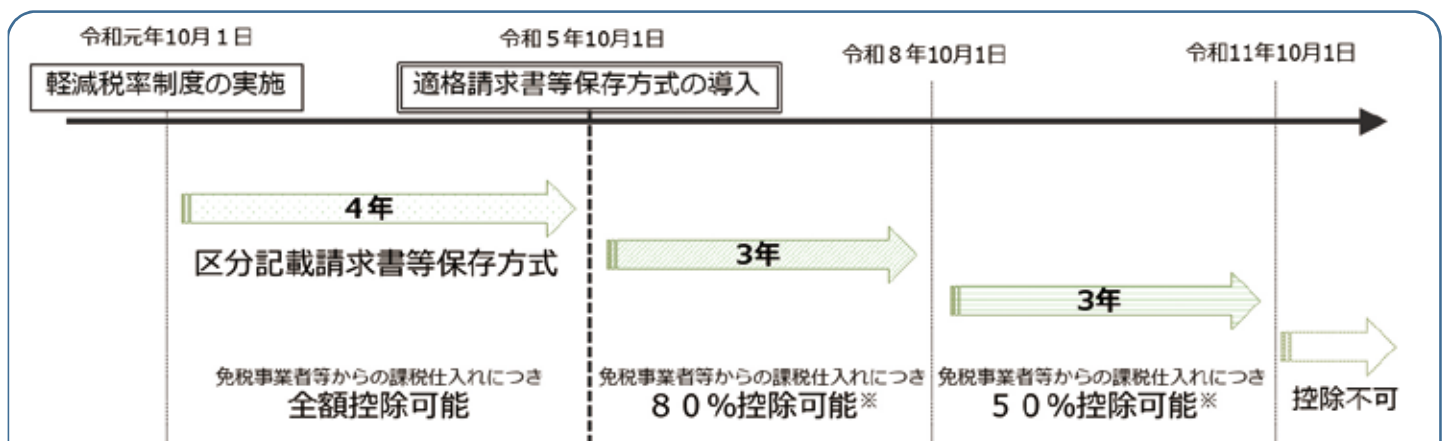 令和元年10月1日
令和5年10月1日
令和8年10月1日
令和11年10月1日
軽減税率制度の実施
適格請求書等保存方式の導入
4年
区分記載請求書等保存方式
3年
3年
免税事業者等からの課税仕入れにつき
全額控除可能
免税事業者等からの課税仕入れにつき
８０%控除可能※
免税事業者等からの課税仕入れにつき
５０%控除可能※
控除不可